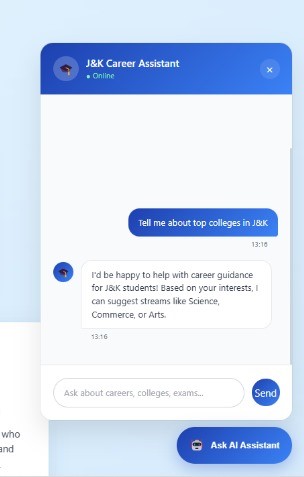 J&K Career Assistant
● Online
×
Tell me about top colleges in J&K
13:16
I'd be happy to help with career guidance
for J&K students! Based on your interests, I
can suggest streams like Science,
Commerce, or Arts.
13:16
Ask about careers, colleges, exams...
Send
who
and
Ask AI Assistant